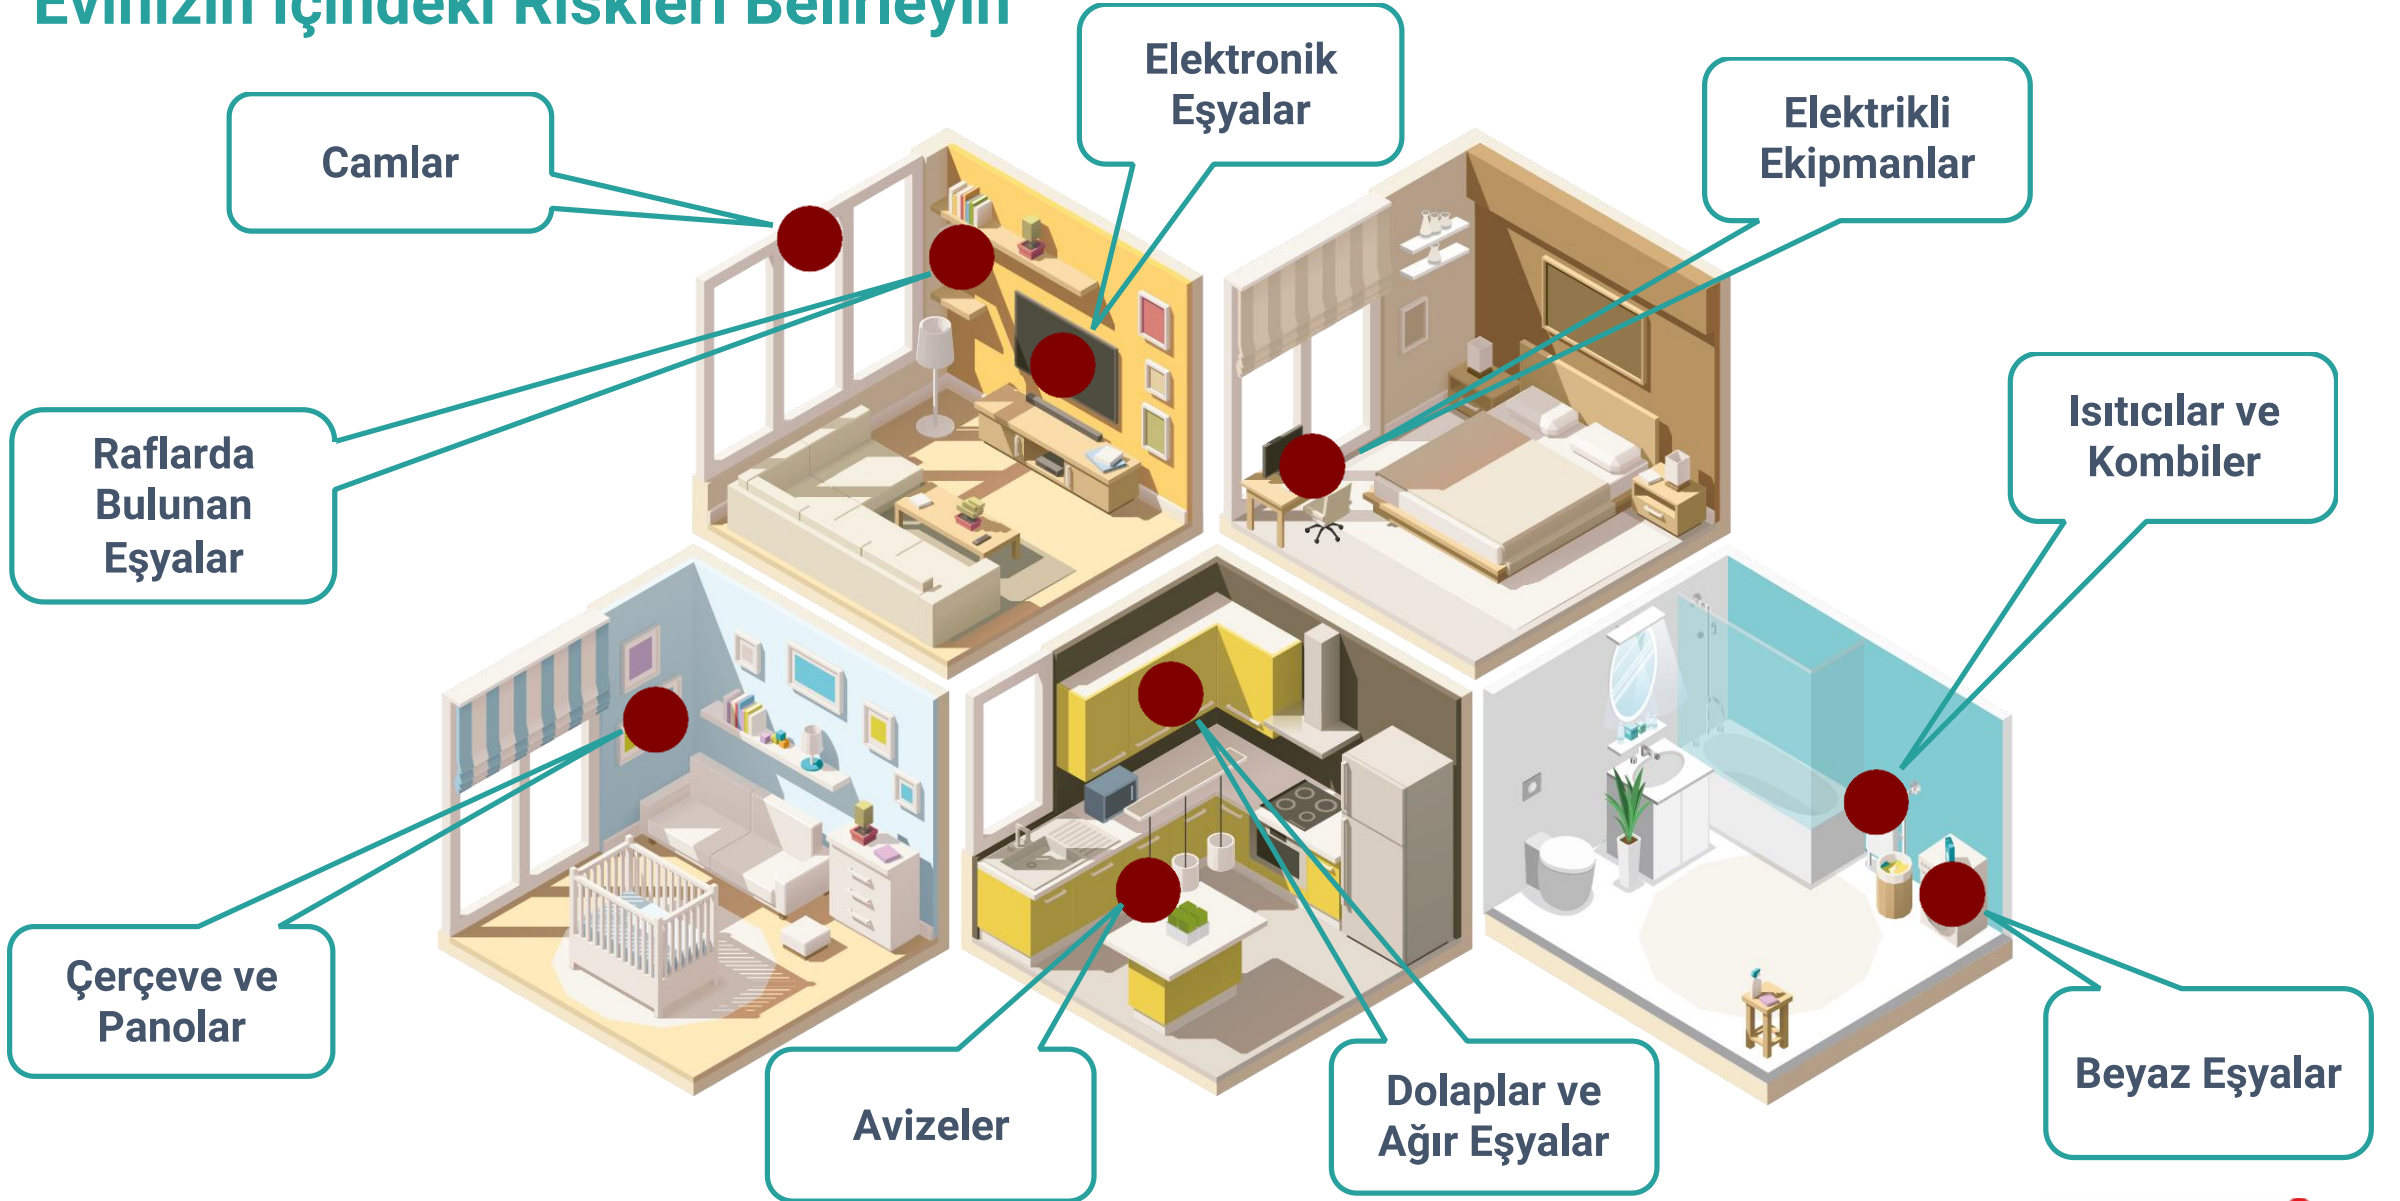 Evinizin İçindeki Riskleri Belirleyin
Elektronik
Eşyalar
Elektrikli
Ekipmanlar
Camlar
Isıtıcılar ve
Kombiler
Raflarda
Bulunan
Eşyalar
Çerçeve ve
Panolar
Avizeler
Dolaplar ve
Ağır Eşyalar
Beyaz Eşyalar